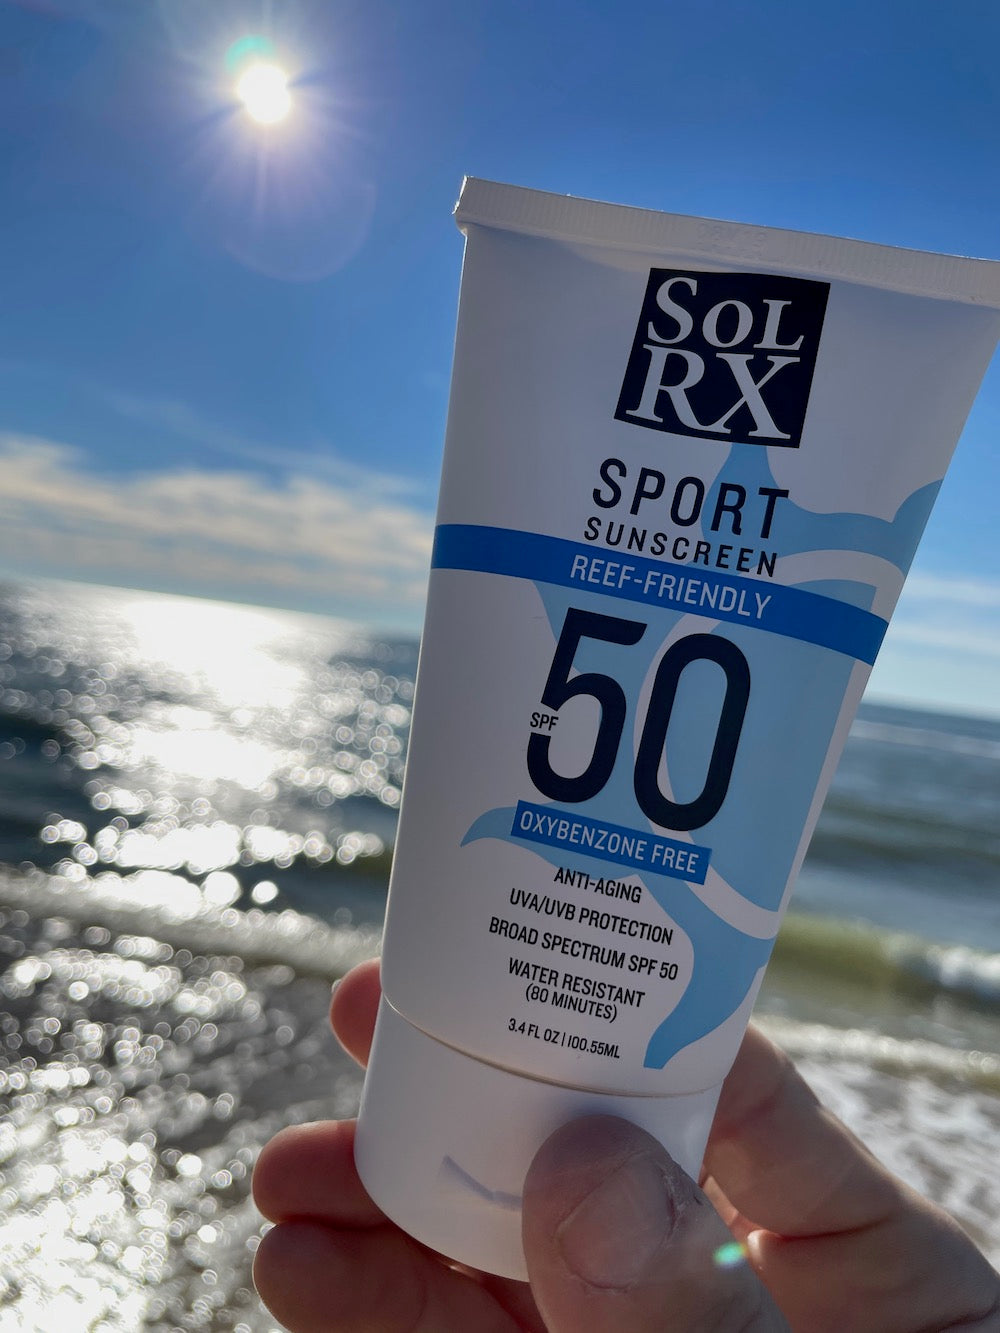 SOL
RX
SPORT
SUNSCREEN
REEF-FRIENDLY
SPF 50
OXYBENZONE FREE
ANTI-AGING
UVA/UVB PROTECTION
BROAD SPECTRUM SPF 50
WATER RESISTANT
(80 MINUTES)
3.4 FL OZ | 100.55ML